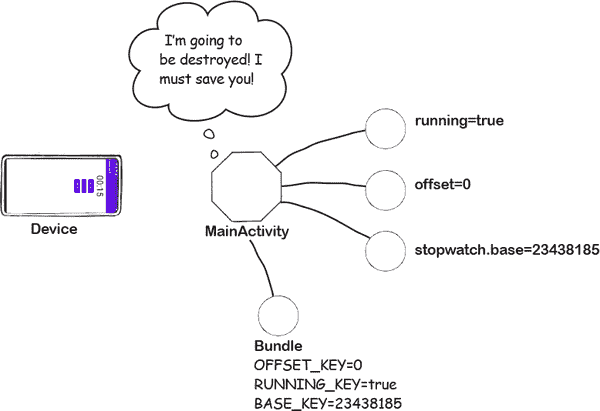 I'm going to
be destroyed! I
must save you!
running=true
offset=0
00:15
Device
MainActivity
stopwatch.base=23438185
Bundle
OFFSET_KEY=0
RUNNING_KEY=true
BASE_KEY=23438185